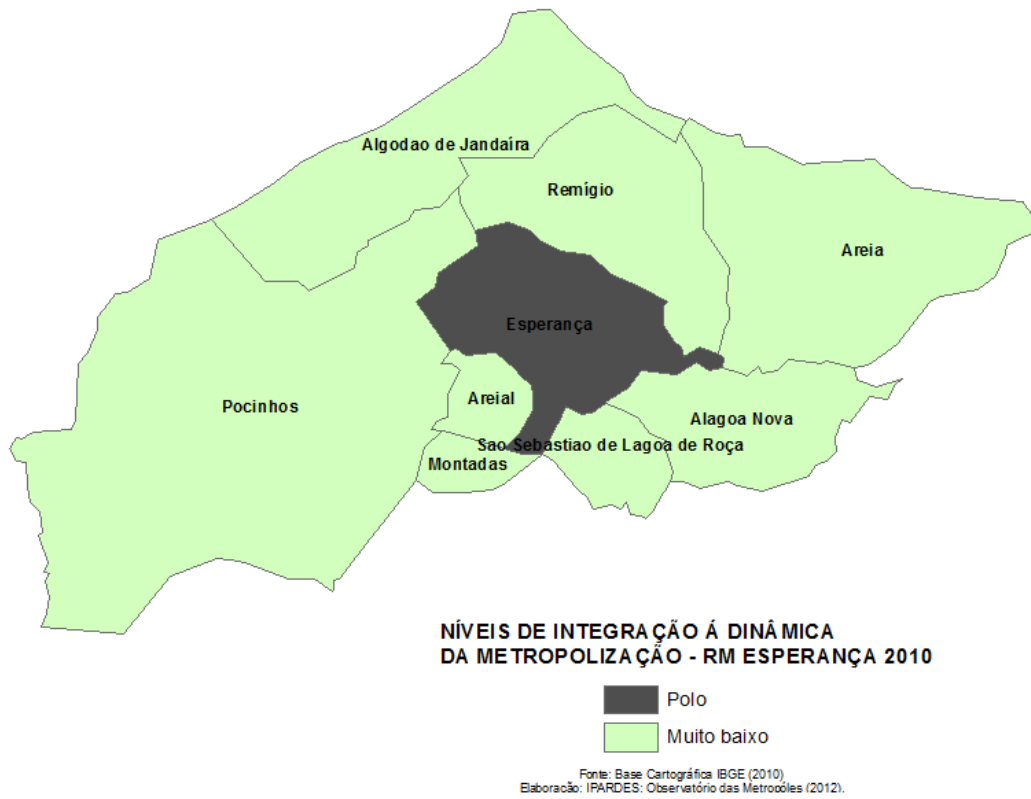 Algodao de Jandaíra
Remígio
Areia
Esperança
Pocinhos
Areial
Alagoa Nova
Sao Sebastiao de Lagoa de Roça
Montadas
NÍVEIS DE INTEGRAÇÃO Á DINÂMICA
DA METROPOLIZAÇÃO - RM ESPERANÇA 2010
Polo
Muito baixo
Fonte: Base Cartográfica IBGE (2010)
Elaboração: IPARDES: Observatório das Metropóles (2012).